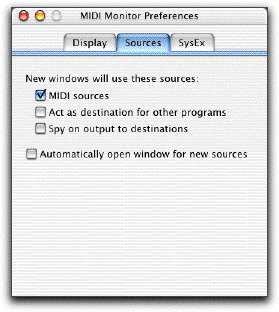 MIDI Monitor Preferences
Display Sources SysEx
New windows will use these sources:
MIDI sources
Act as destination for other programs
Spy on output to destinations
Automatically open window for new sources